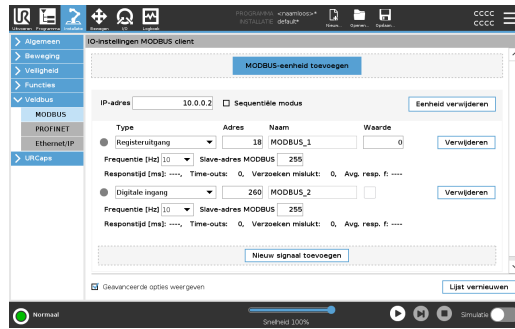 PROGRAMMA <naamloos>*
INSTALLATIE default*
CCCC
CCCC
Uitvoeren Programma Installatie Bewegen I/O Logboek Nieuw... Openen... Opslaan...
Algemeen
Beweging
Veiligheid
Functies
Veldbus
MODBUS
PROFINET
Ethernet/IP
URCaps
IO-instellingen MODBUS client
MODBUS-eenheid toevoegen
IP-adres 10.0.0.2 Sequentiële modus Eenheid verwijderen
Type Adres Naam Waarde
Registeruitgang 18 MODBUS_1 0 Verwijderen
Frequentie [Hz] 10 Slave-adres MODBUS 255
Responstijd [ms]: ----, Time-outs: 0, Verzoeken mislukt: 0, Avg. resp. f: ----
Digitale ingang 260 MODBUS_2 Verwijderen
Frequentie [Hz] 10 Slave-adres MODBUS 255
Responstijd [ms]: ----, Time-outs: 0, Verzoeken mislukt: 0, Avg. resp. f: ----
Nieuw signaal toevoegen
Geavanceerde opties weergeven
Lijst vernieuwen
Normaal
Snelheid 100%
Simulatie